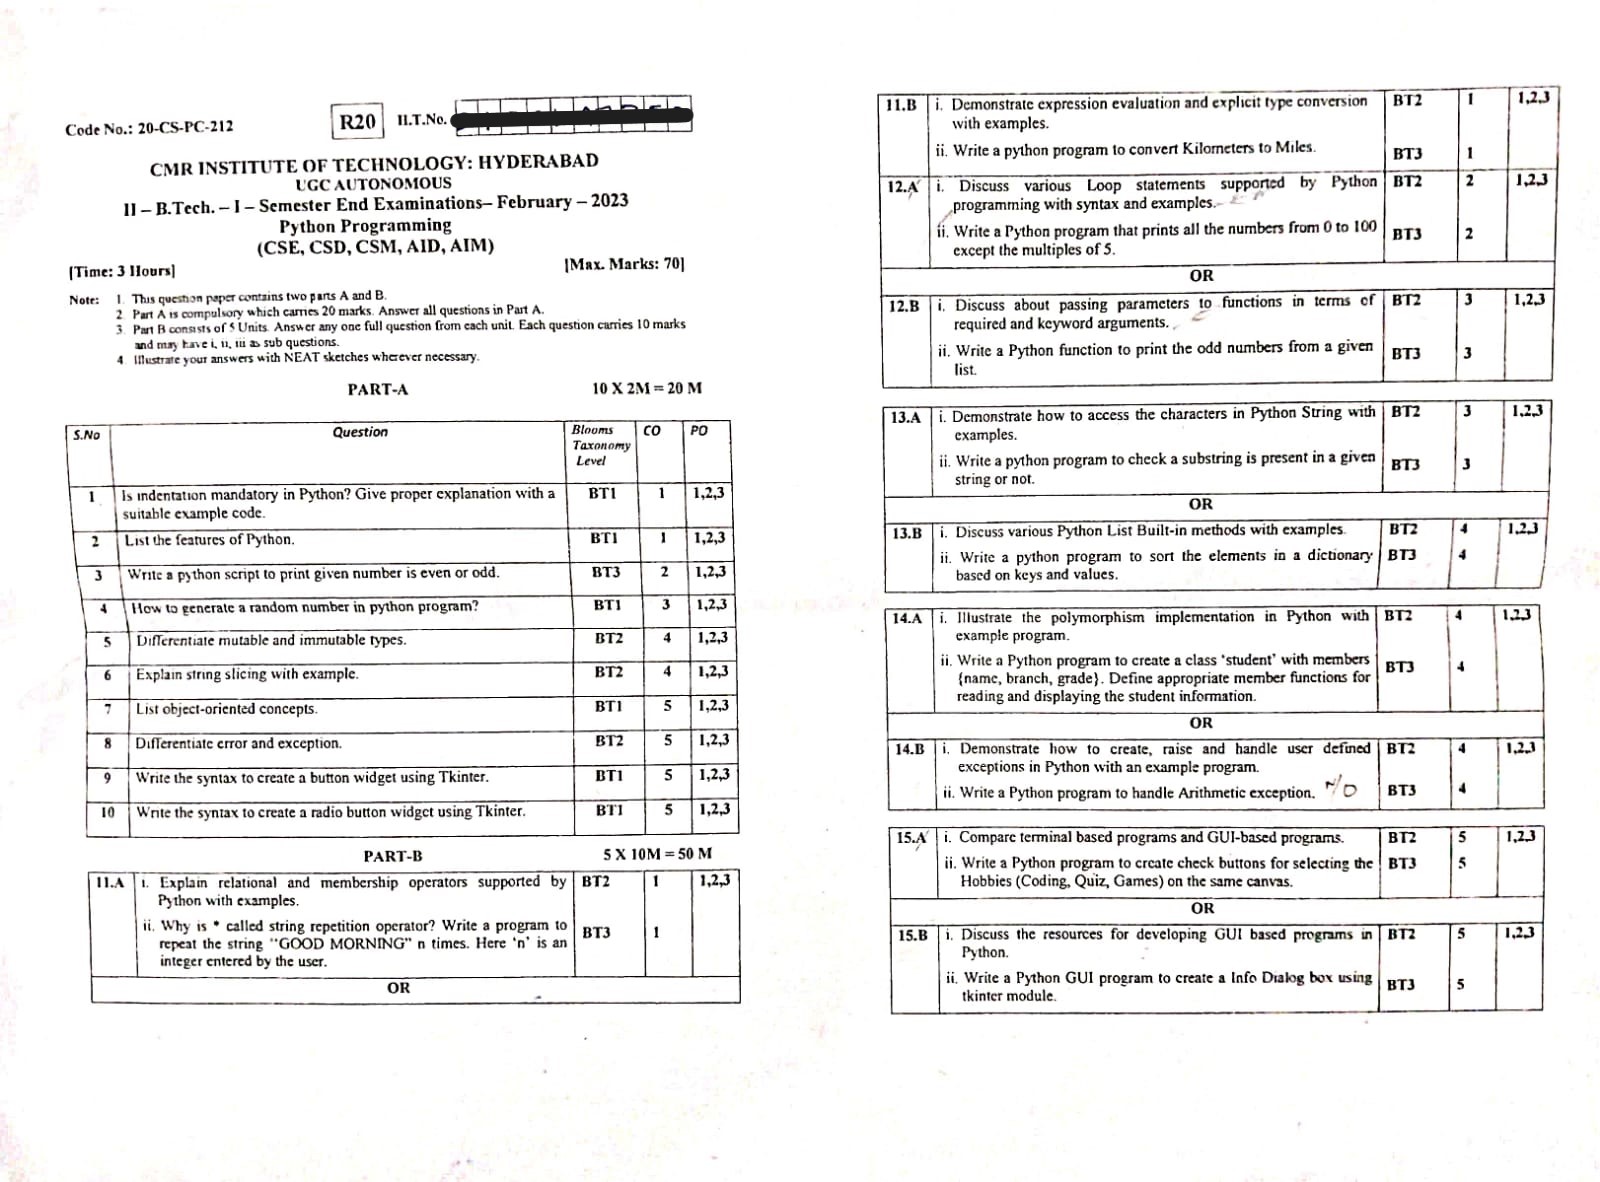 Code No.: 20-CS-PC-212
R20
H.T.No.
CMR INSTITUTE OF TECHNOLOGY: HYDERABAD
UGC AUTONOMOUS
II – B.Tech. – I – Semester End Examinations– February – 2023
Python Programming
(CSE, CSD, CSM, AID, AIM)
[Time: 3 Hours]
[Max. Marks: 70]
Note: 1. This question paper contains two parts A and B.
2. Part A is compulsory which carries 20 marks. Answer all questions in Part A.
3. Part B consists of 5 Units. Answer any one full question from each unit. Each question carries 10 marks
and may have i, ii, iii as sub questions.
4. Illustrate your answers with NEAT sketches wherever necessary.
PART-A 10 X 2M = 20 M
S.No Question Blooms CO PO
Taxonomy
Level
1 Is indentation mandatory in Python? Give proper explanation with a BT1 1 1,2,3
suitable example code.
2 List the features of Python. BT1 1 1,2,3
3 Write a python script to print given number is even or odd. BT3 2 1,2,3
4 How to generate a random number in python program? BT1 3 1,2,3
5 Differentiate mutable and immutable types. BT2 4 1,2,3
6 Explain string slicing with example. BT2 4 1,2,3
7 List object-oriented concepts. BT1 5 1,2,3
8 Differentiate error and exception. BT2 5 1,2,3
9 Write the syntax to create a button widget using Tkinter. BT1 5 1,2,3
10 Write the syntax to create a radio button widget using Tkinter. BT1 5 1,2,3
PART-B 5 X 10M = 50 M
11.A i. Explain relational and membership operators supported by BT2 1 1,2,3
Python with examples.
ii. Why is * called string repetition operator? Write a program to BT3 1
repeat the string "GOOD MORNING" n times. Here 'n' is an
integer entered by the user.
OR
11.B i. Demonstrate expression evaluation and explicit type conversion BT2 1 1,2,3
with examples.
ii. Write a python program to convert Kilometers to Miles. BT3 1
12.A i. Discuss various Loop statements supported by Python BT2 2 1,2,3
programming with syntax and examples.
ii. Write a Python program that prints all the numbers from 0 to 100 BT3 2
except the multiples of 5.
OR
12.B i. Discuss about passing parameters to functions in terms of BT2 3 1,2,3
required and keyword arguments.
ii. Write a Python function to print the odd numbers from a given BT3 3
list.
13.A i. Demonstrate how to access the characters in Python String with BT2 3 1,2,3
examples.
ii. Write a python program to check a substring is present in a given BT3 3
string or not.
OR
13.B i. Discuss various Python List Built-in methods with examples. BT2 4 1,2,3
ii. Write a python program to sort the elements in a dictionary BT3 4
based on keys and values.
14.A i. Illustrate the polymorphism implementation in Python with BT2 4 1,2,3
example program.
ii. Write a Python program to create a class 'student' with members BT3 4
{name, branch, grade}. Define appropriate member functions for
reading and displaying the student information.
OR
14.B i. Demonstrate how to create, raise and handle user defined BT2 4 1,2,3
exceptions in Python with an example program.
ii. Write a Python program to handle Arithmetic exception. BT3 4
15.A i. Compare terminal based programs and GUI-based programs. BT2 5 1,2,3
ii. Write a Python program to create check buttons for selecting the BT3 5
Hobbies (Coding, Quiz, Games) on the same canvas.
OR
15.B i. Discuss the resources for developing GUI based programs in BT2 5 1,2,3
Python.
ii. Write a Python GUI program to create a Info Dialog box using BT3 5
tkinter module.